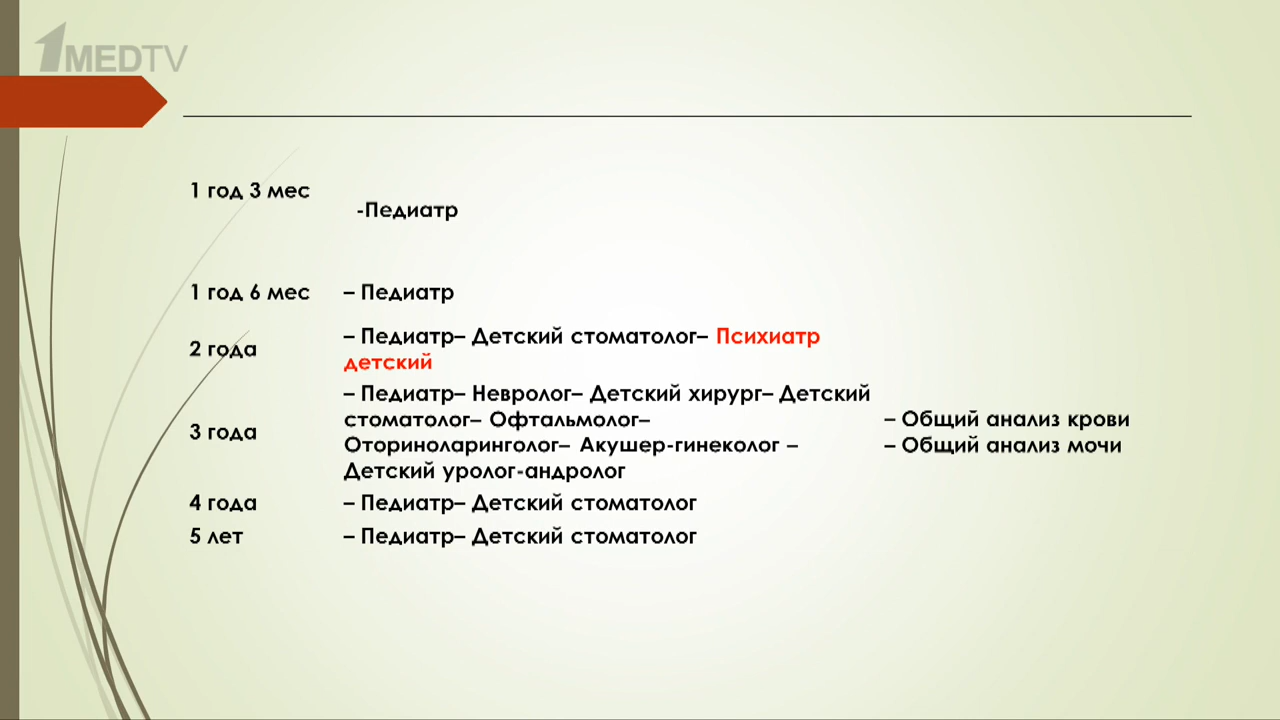 1MEDTV
1 год 3 мес
-Педиатр
1 год 6 мес – Педиатр
2 года
– Педиатр– Детский стоматолог– Психиатр
детский
3 года
– Педиатр– Невролог– Детский хирург– Детский
стоматолог– Офтальмолог–
Оториноларинголог– Акушер-гинеколог –
Детский уролог-андролог
– Общий анализ крови
– Общий анализ мочи
4 года – Педиатр– Детский стоматолог
5 лет – Педиатр– Детский стоматолог